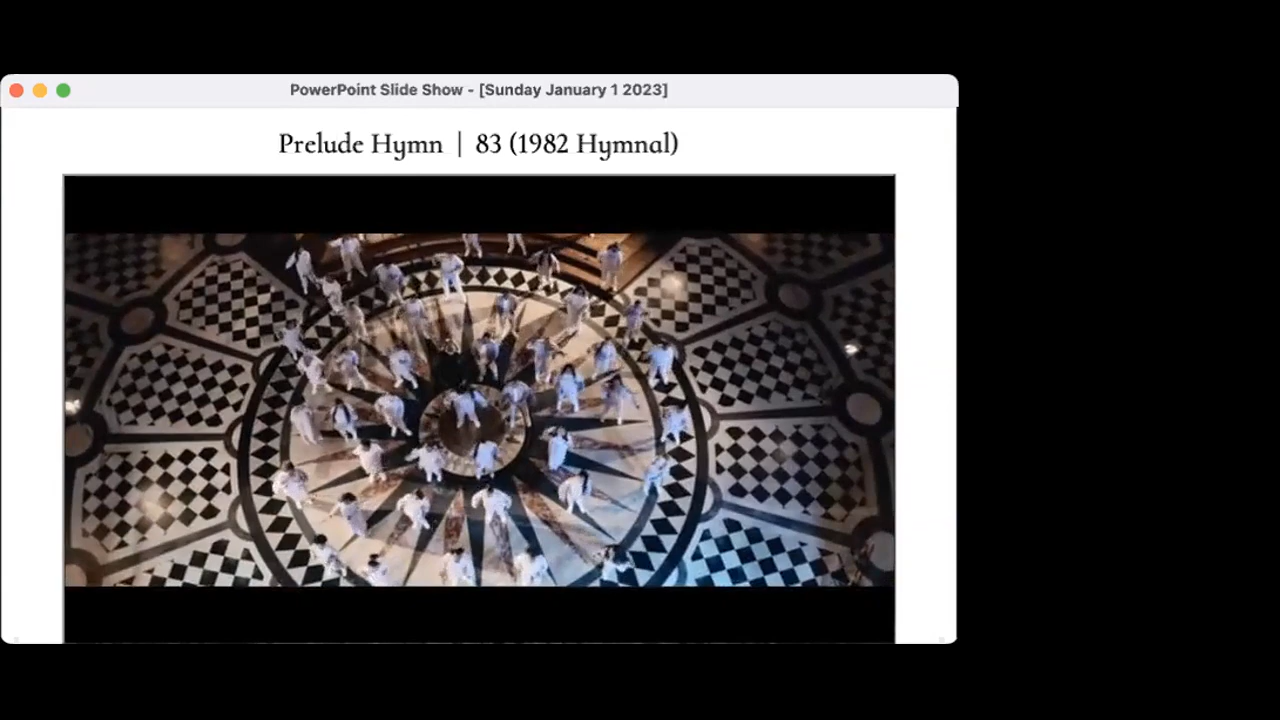 PowerPoint Slide Show - [Sunday January 1 2023]
Prelude Hymn | 83 (1982 Hymnal)